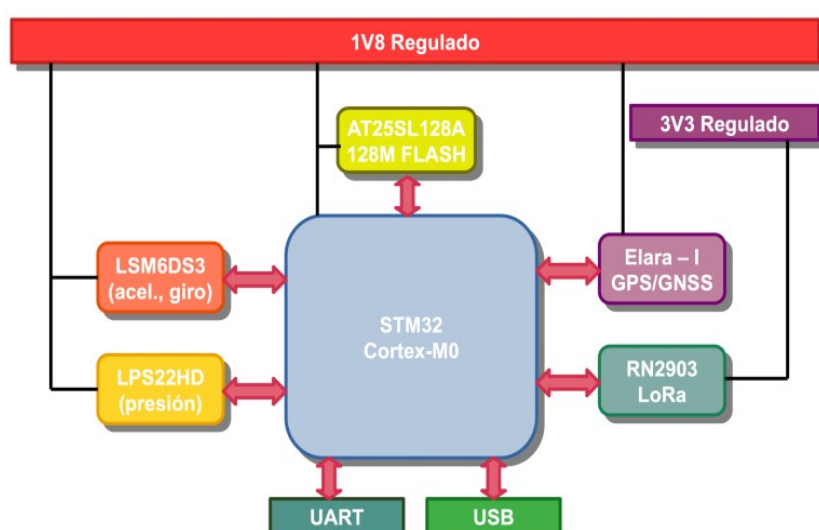 1V8 Regulado
AT25SL128A
128M FLASH
3V3 Regulado
LSM6DS3
(acel., giro)
Elara – I
GPS/GNSS
STM32
Cortex-M0
LPS22HD
(presión)
RN2903
LoRa
UART
USB